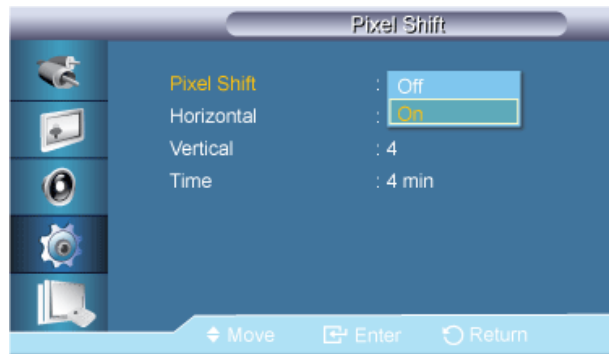 Pixel Shift
Pixel Shift : Off
Horizontal : On
Vertical : 4
Time : 4 min
Move Enter Return